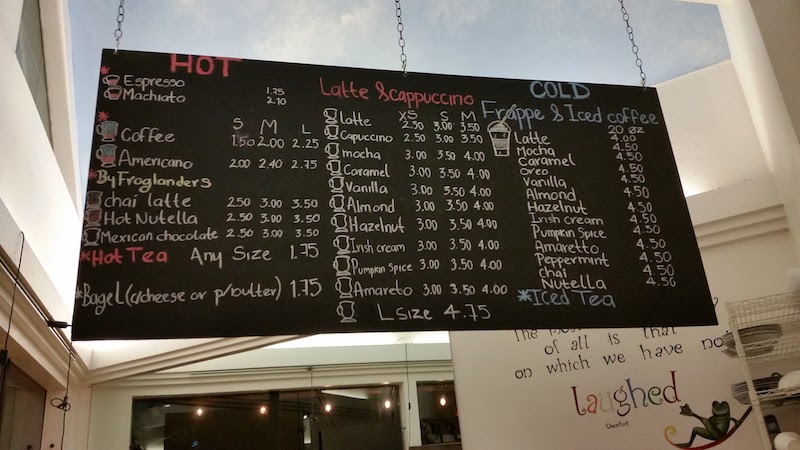 HOT
*Espresso 1.75
Machiato 2.10
* S M L
Coffee 1.50 2.00 2.25
Americano 2.00 2.40 2.75
*By Froglanders
chai latte 2.50 3.00 3.50
Hot Nutella 2.50 3.00 3.50
Mexican chocolate 2.50 3.00 3.50
*Hot Tea Any Size 1.75
*Bagel (c/cheese or p/butter) 1.75
Latte & cappuccino
XS S M
latte 2.50 3.00 3.50
Capuccino 2.50 3.00 3.50
mocha 3.00 3.50 4.00
Caramel 3.00 3.50 4.00
Vanilla 3.00 3.50 4.00
Almond 3.00 3.50 4.00
Hazelnut 3.00 3.50 4.00
Irish cream 3.00 3.50 4.00
Pumpkin Spice 3.00 3.50 4.00
Amareto 3.00 3.50 4.00
L size 4.75
COLD
Frappe & Iced coffee
20 oz
Latte 4.00
Mocha 4.50
Caramel 4.50
Oreo 4.50
Vanilla 4.50
Almond 4.50
Hazelnut 4.50
Irish cream 4.50
Pumpkin Spice 4.50
Amaretto 4.50
Peppermint 4.50
chai 4.50
Nutella 4.50
*Iced Tea
of all is that
on which we have no
laughed